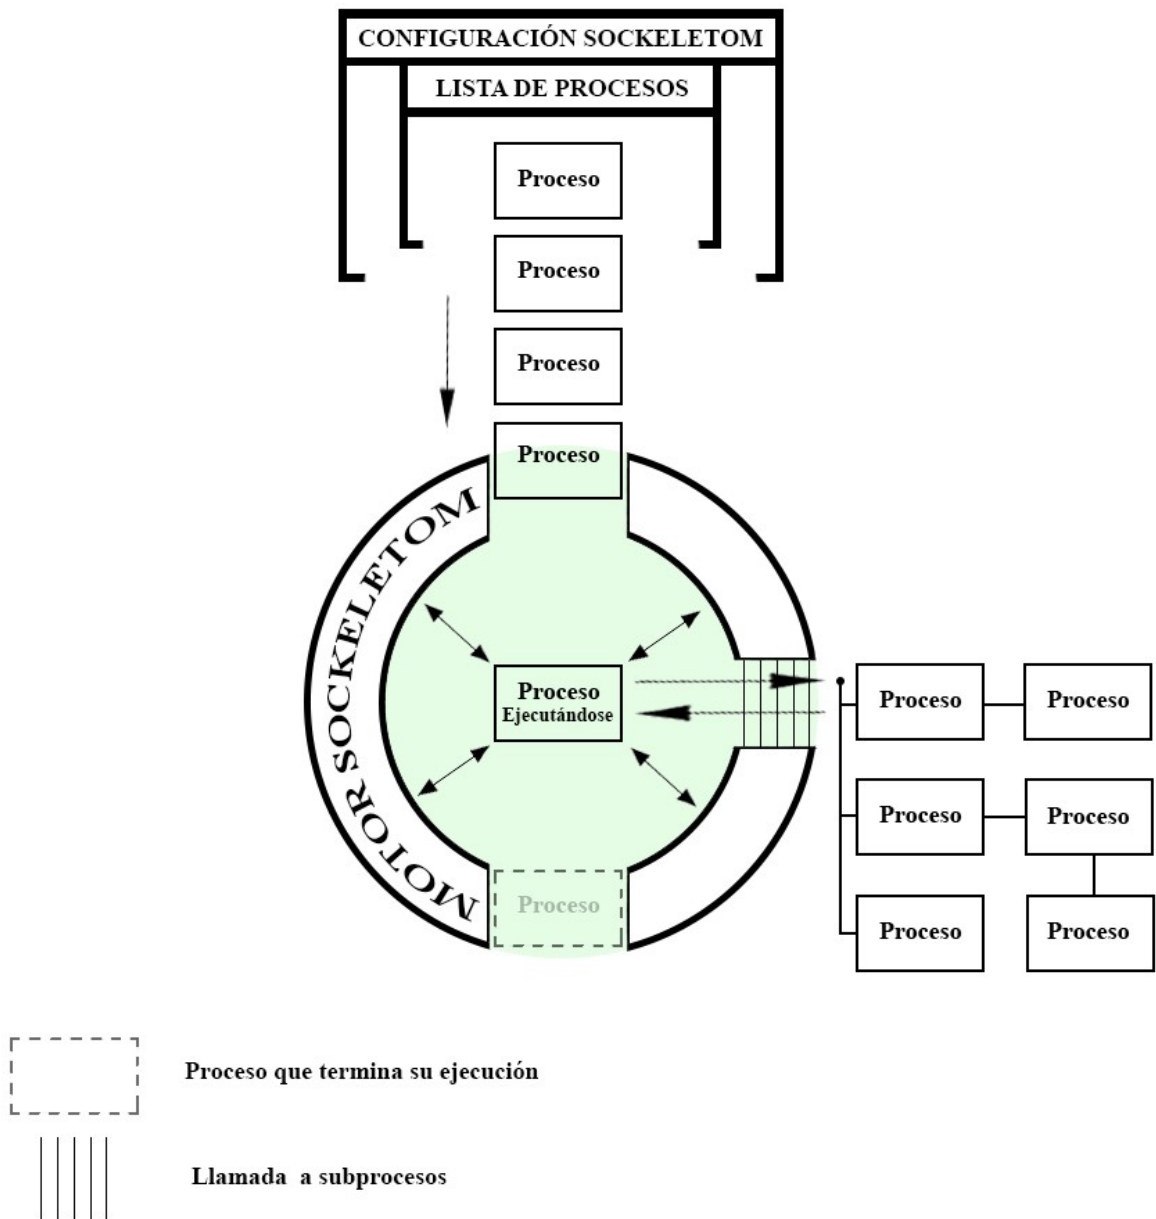 CONFIGURACIÓN SOCKELETOM
LISTA DE PROCESOS
Proceso
Proceso
Proceso
Proceso
MOTOR SOCKELETOM
Proceso
Ejecutándose
Proceso
Proceso Proceso
Proceso Proceso
Proceso Proceso
Proceso que termina su ejecución
Llamada a subprocesos